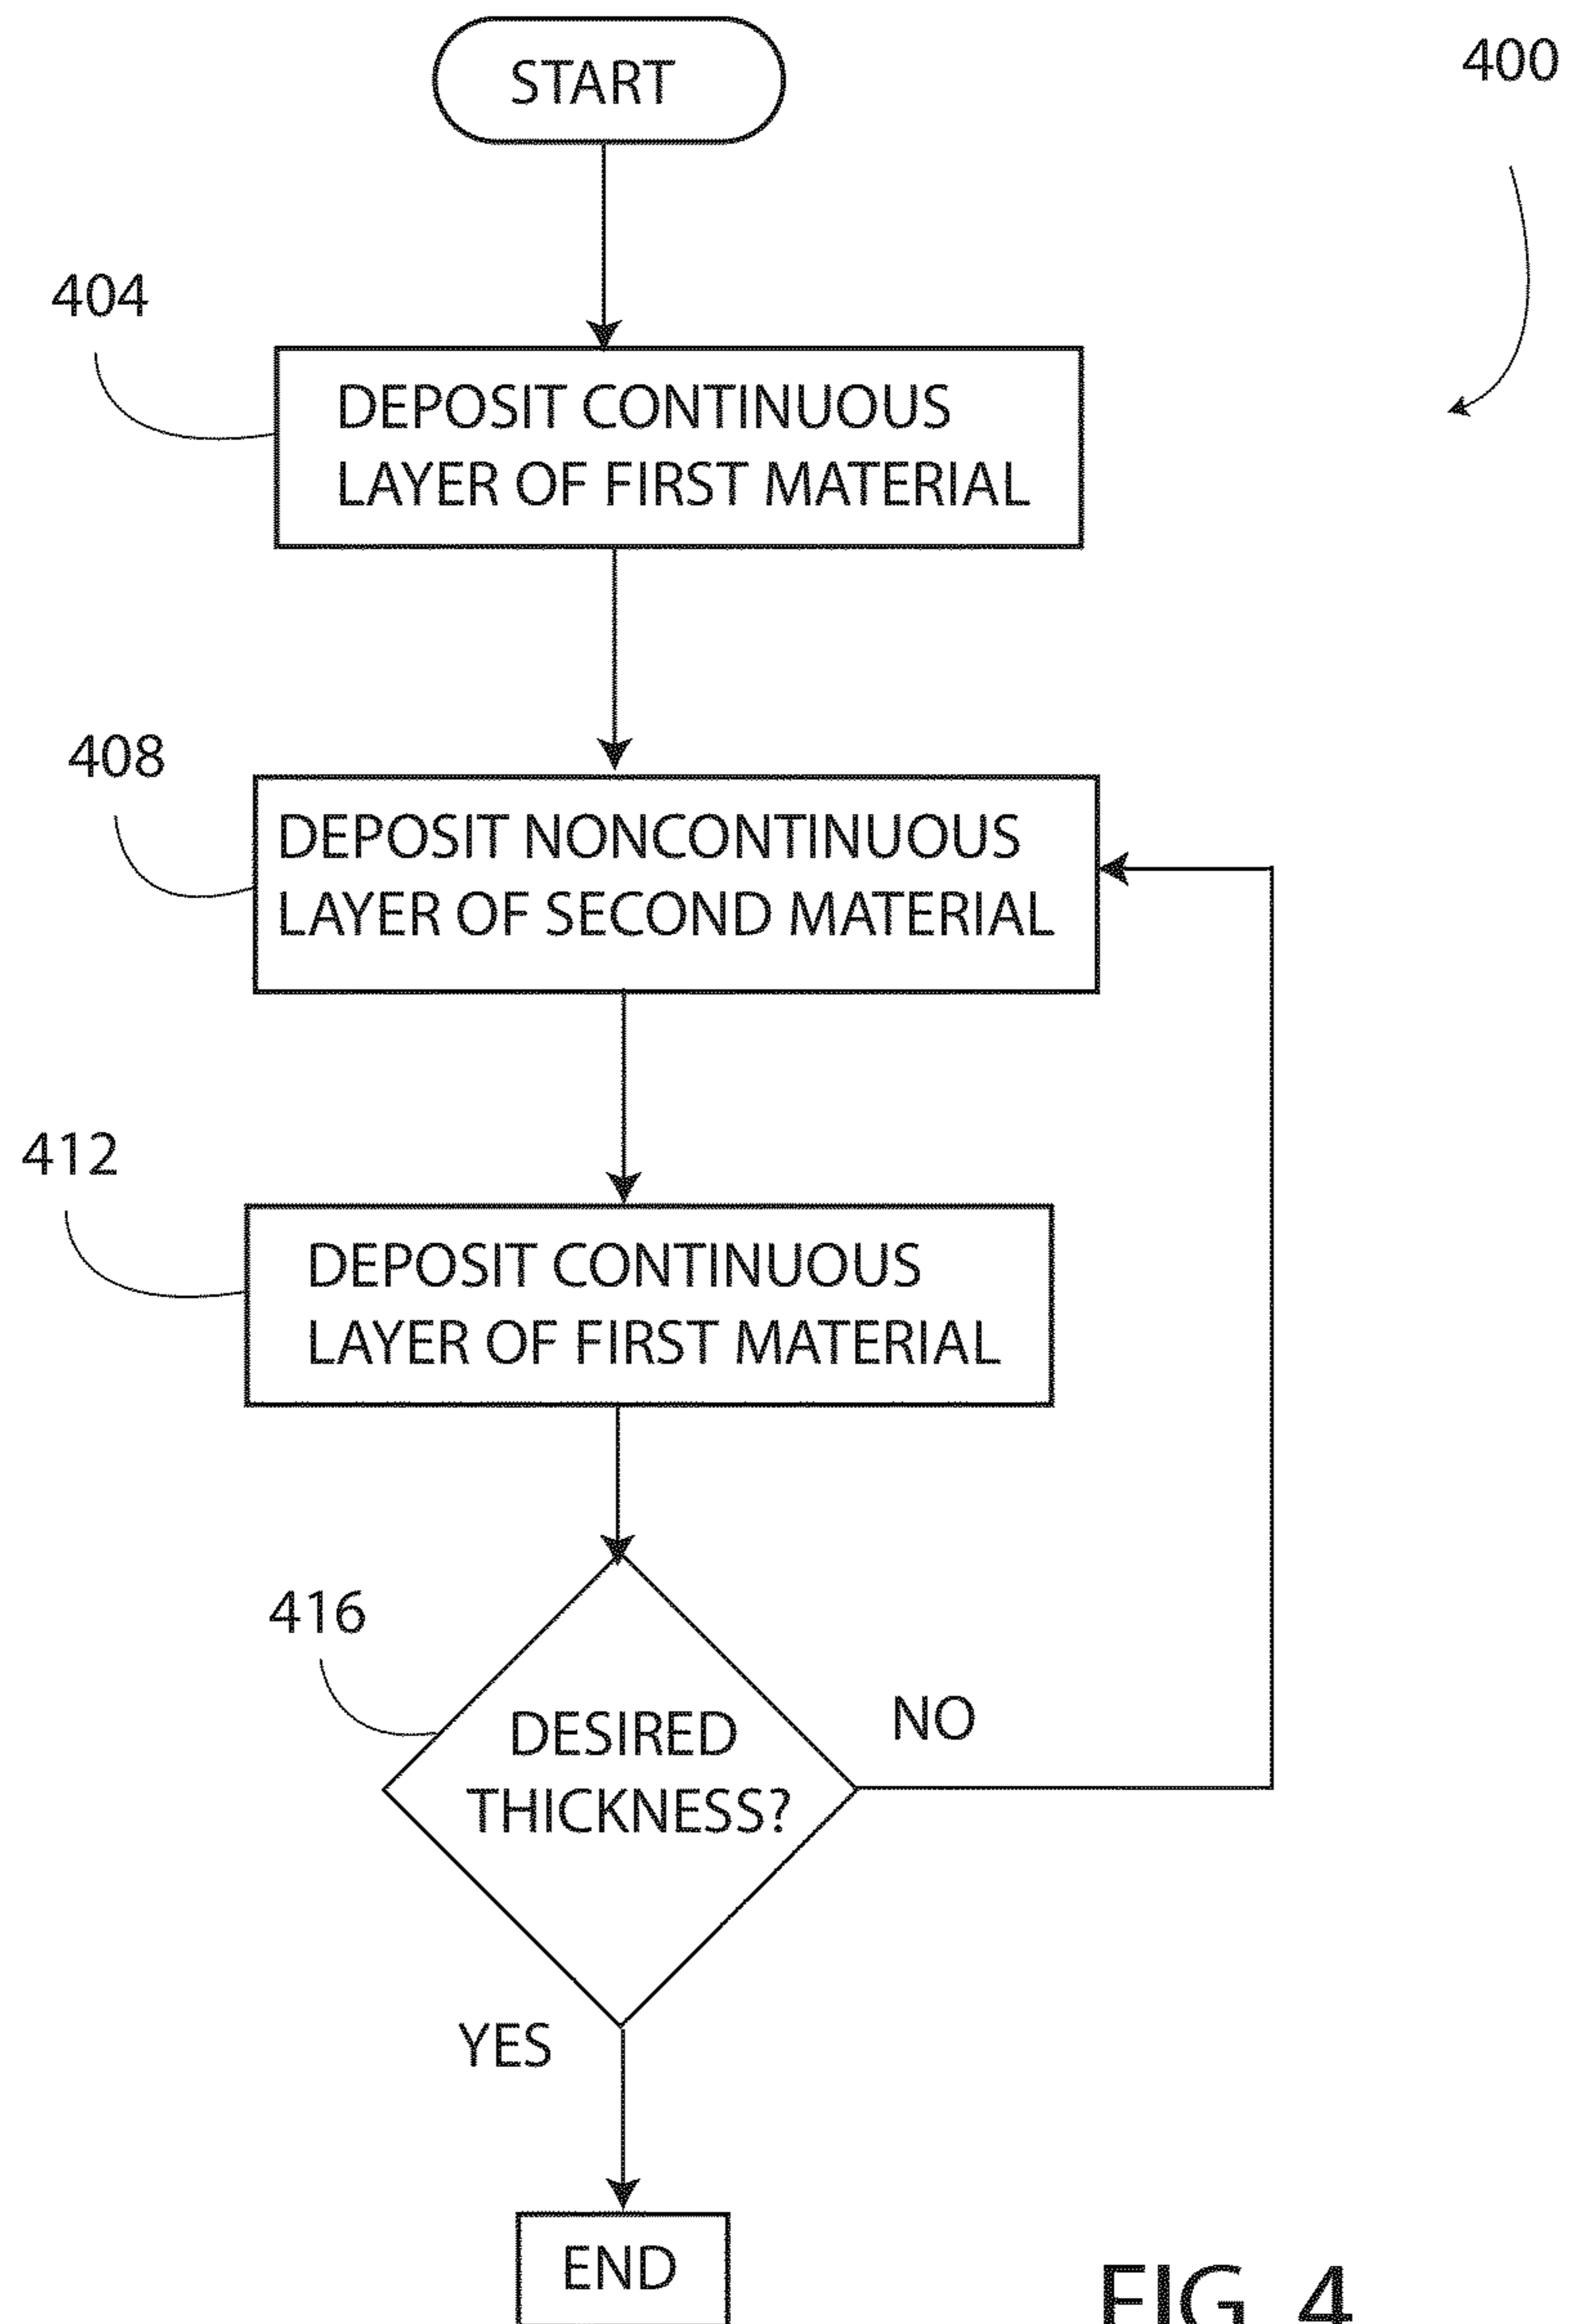 START
400
404
DEPOSIT CONTINUOUS
LAYER OF FIRST MATERIAL
408
DEPOSIT NONCONTINUOUS
LAYER OF SECOND MATERIAL
412
DEPOSIT CONTINUOUS
LAYER OF FIRST MATERIAL
416
DESIRED
THICKNESS?
NO
YES
END
FIG. 4